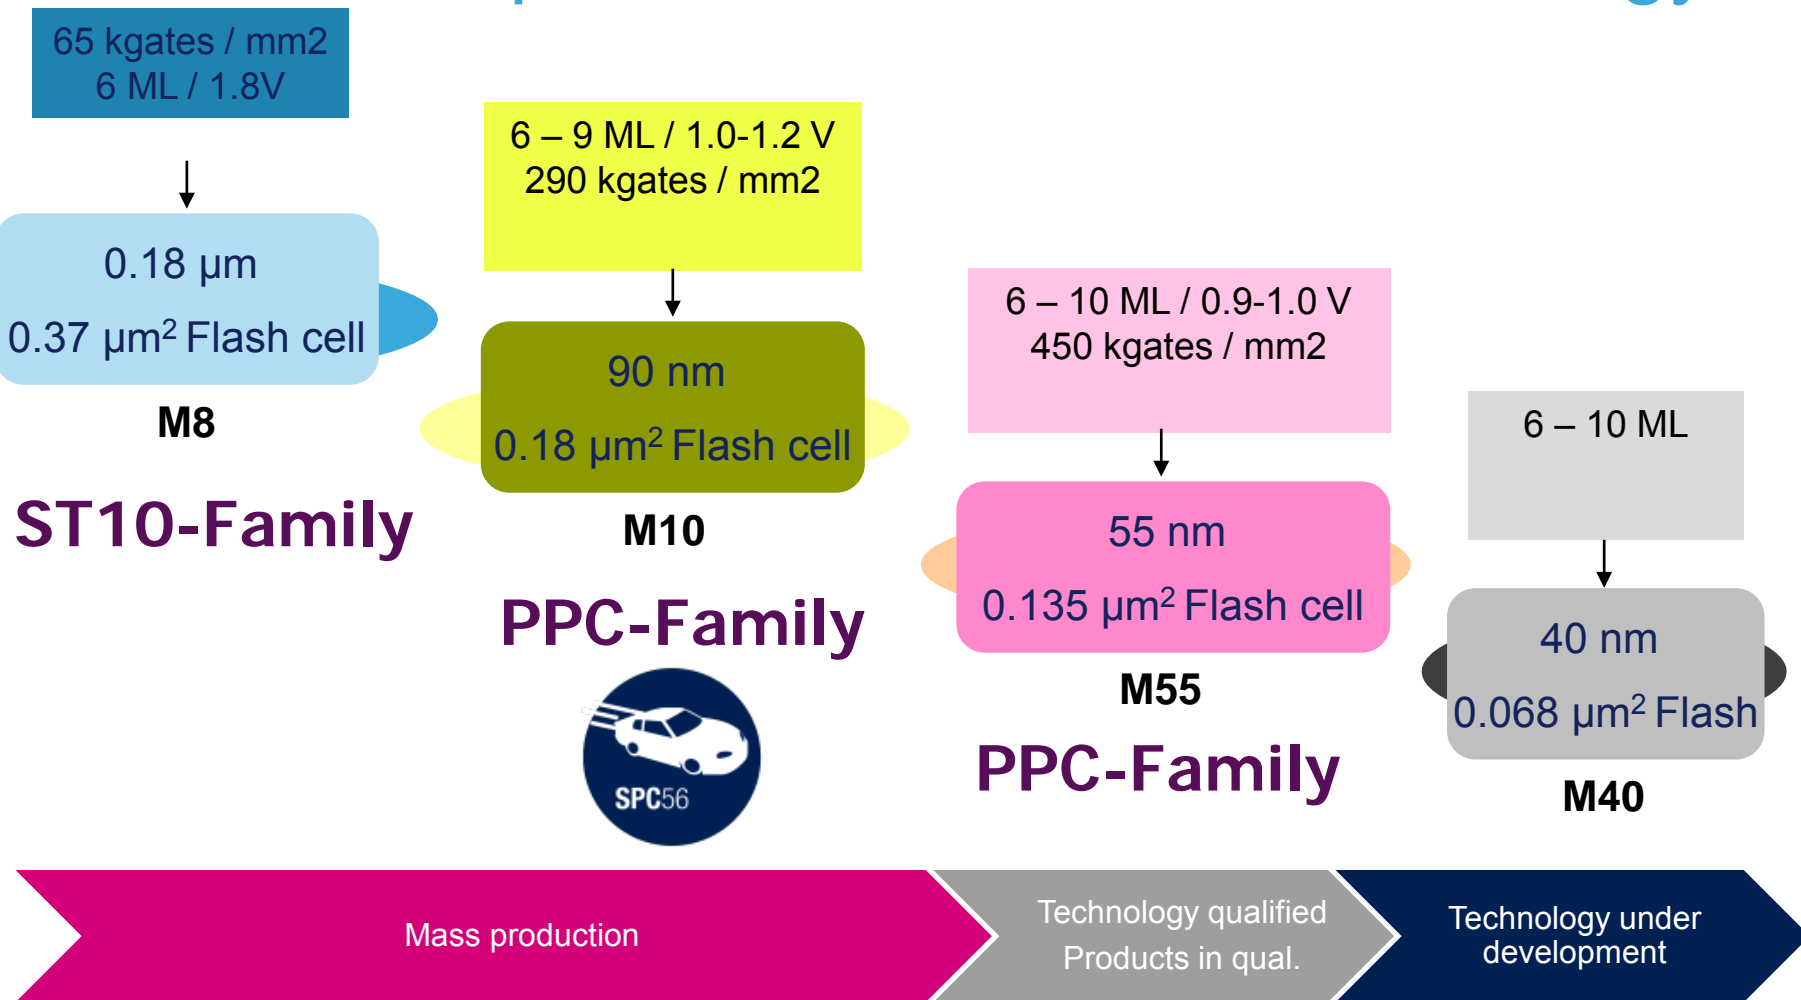 65 kgates / mm2
6 ML / 1.8V
0.18 µm
0.37 µm² Flash cell
M8
ST10-Family
6 – 9 ML / 1.0-1.2 V
290 kgates / mm2
90 nm
0.18 µm² Flash cell
M10
PPC-Family
SPC56
6 – 10 ML / 0.9-1.0 V
450 kgates / mm2
55 nm
0.135 µm² Flash cell
M55
PPC-Family
6 – 10 ML
40 nm
0.068 µm² Flash
M40
Mass production
Technology qualified
Products in qual.
Technology under
development